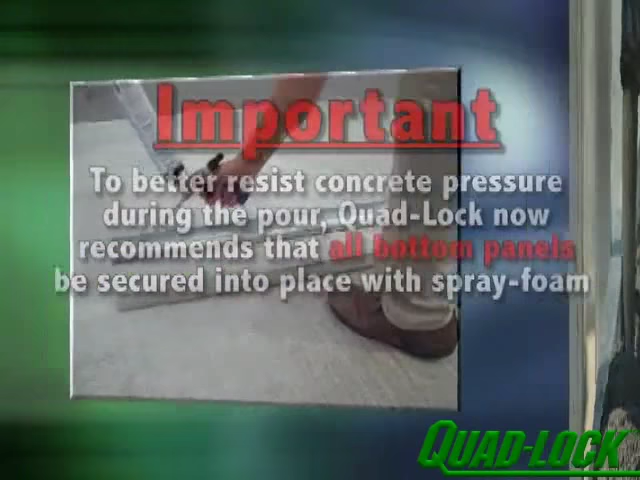 Important
To better resist concrete pressure
during the pour, Quad-Lock now
recommends that all bottom panels
be secured into place with spray-foam
QUAD-LOCK